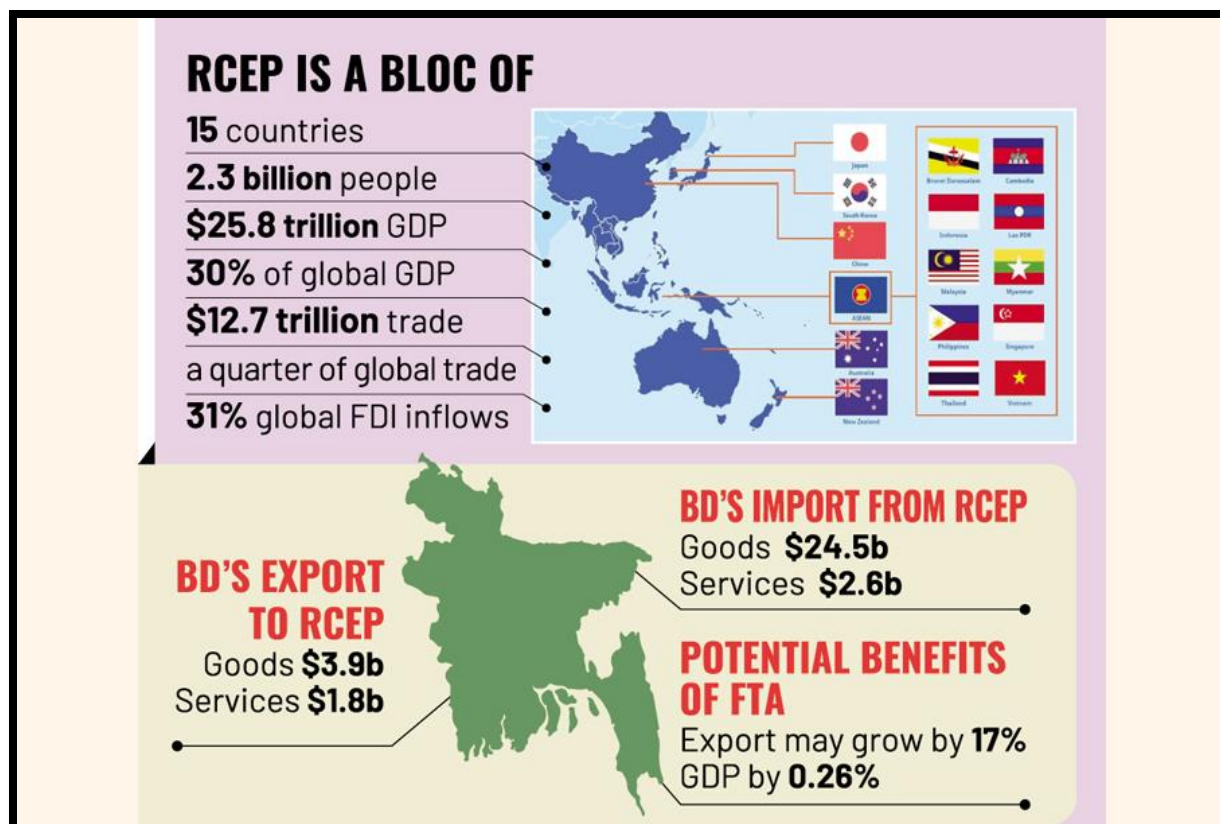 RCEP IS A BLOC OF
15 countries
2.3 billion people
$25.8 trillion GDP
30% of global GDP
$12.7 trillion trade
a quarter of global trade
31% global FDI inflows
Japan
South Korea
China
ASEAN
Australia
New Zealand
Brunei Darussalam
Cambodia
Indonesia
Lao PDR
Malaysia
Myanmar
Philippines
Singapore
Thailand
Vietnam
BD'S EXPORT
TO RCEP
Goods $3.9b
Services $1.8b
BD'S IMPORT FROM RCEP
Goods $24.5b
Services $2.6b
POTENTIAL BENEFITS
OF FTA
Export may grow by 17%
GDP by 0.26%